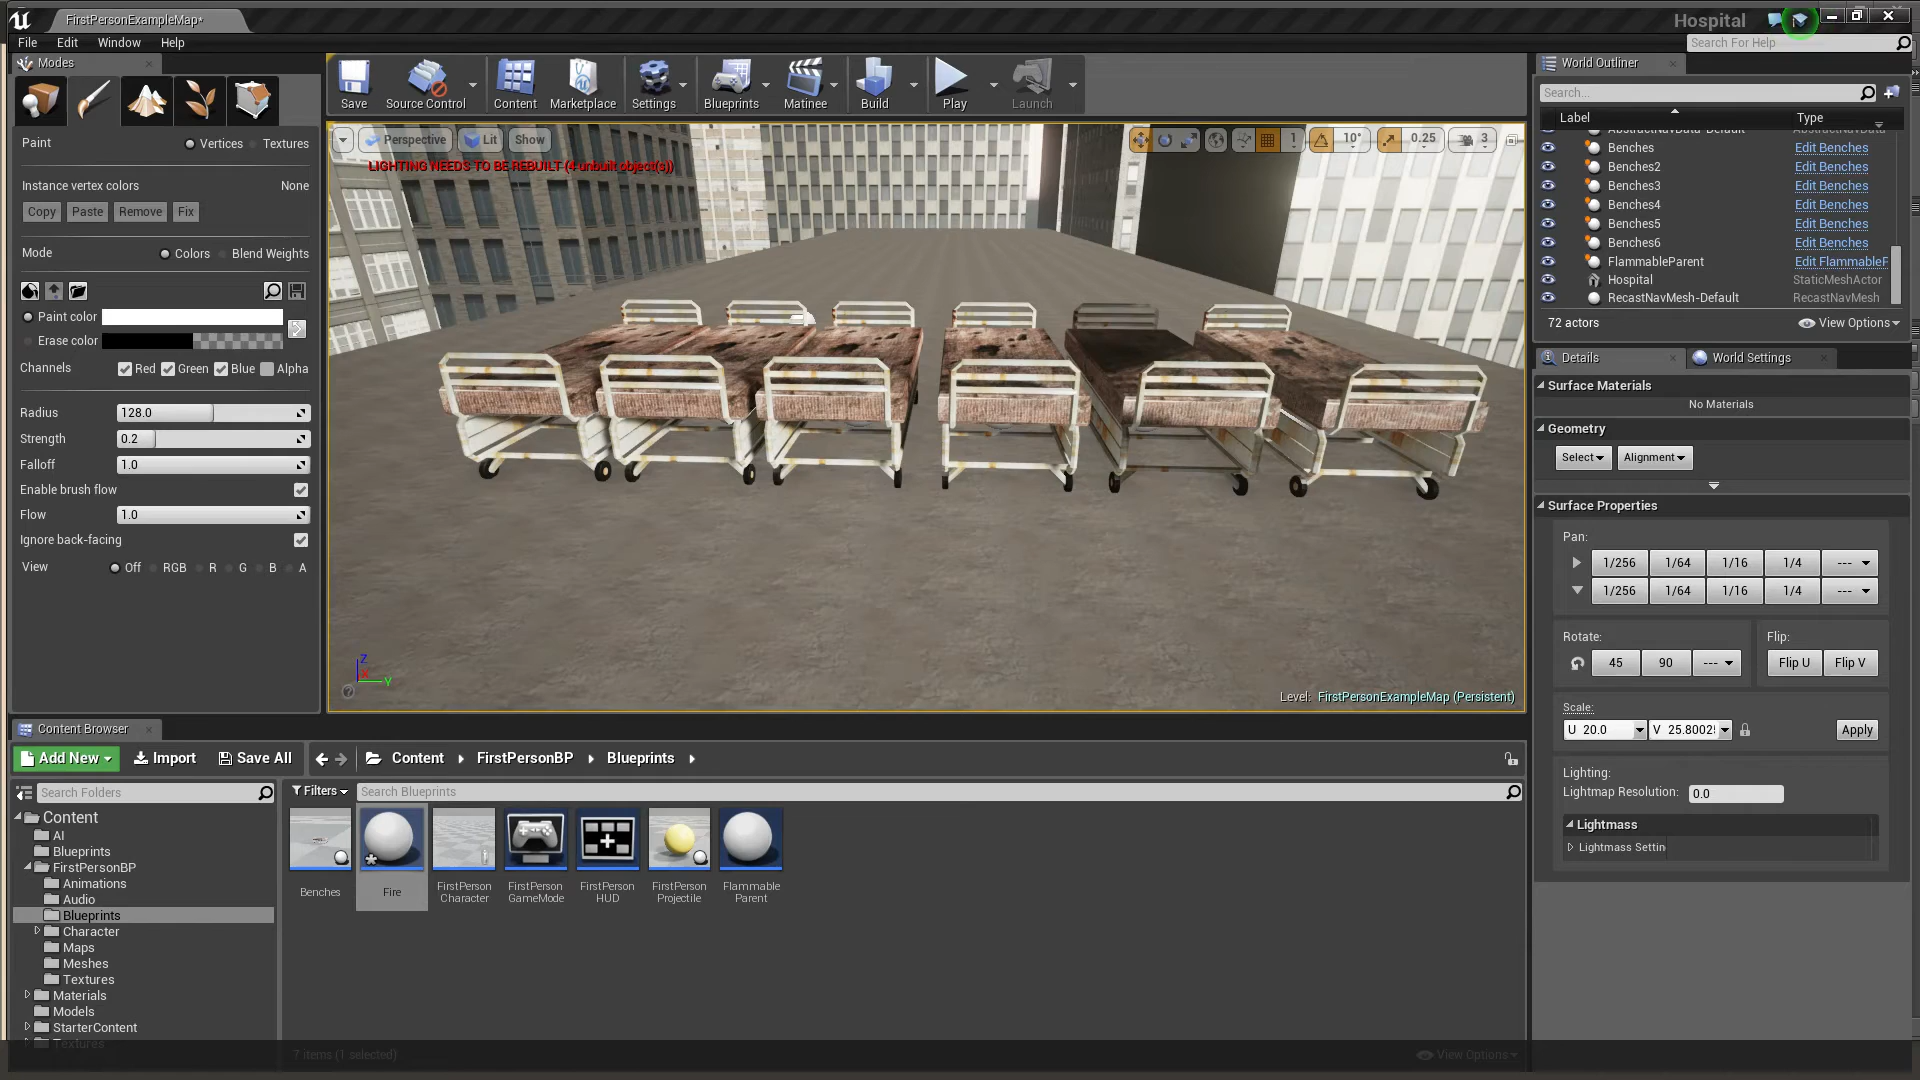 FirstPersonExampleMap*
Hospital
File Edit Window Help
Search For Help
Modes
Save Source Control Content Marketplace Settings Blueprints Matinee Build Play Launch
Paint Vertices Textures
Instance vertex colors None
Copy Paste Remove Fix
Mode Colors Blend Weights
Paint color
Erase color
Channels Red Green Blue Alpha
Radius 128.0
Strength 0.2
Falloff 1.0
Enable brush flow
Flow 1.0
Ignore back-facing
View Off RGB R G B A
Perspective Lit Show
1 10° 0.25 3
LIGHTING NEEDS TO BE REBUILT (4 unbuilt object(s))
Z
X
Y
Level: FirstPersonExampleMap (Persistent)
World Outliner
Search...
Label Type
AbstractNavData-Default AbstractNavData
Benches Edit Benches
Benches2 Edit Benches
Benches3 Edit Benches
Benches4 Edit Benches
Benches5 Edit Benches
Benches6 Edit Benches
FlammableParent Edit FlammableP
Hospital StaticMeshActor
RecastNavMesh-Default RecastNavMesh
72 actors View Options
Details World Settings
Surface Materials
No Materials
Geometry
Select Alignment
Surface Properties
Pan:
1/256 1/64 1/16 1/4 ---
1/256 1/64 1/16 1/4 ---
Rotate: Flip:
45 90 --- Flip U Flip V
Scale:
U 20.0 V 25.8002 Apply
Lighting:
Lightmap Resolution: 0.0
Lightmass
Lightmass Settin
Content Browser
Add New Import Save All Content FirstPersonBP Blueprints
Search Folders
Filters Search Blueprints
Content
AI
Blueprints
FirstPersonBP
Animations
Audio
Blueprints
Character
Maps
Meshes
Textures
Materials
Models
StarterContent
Textures
Benches
Fire
FirstPerson
Character
FirstPerson
GameMode
FirstPerson
HUD
FirstPerson
Projectile
Flammable
Parent
7 items (1 selected)
View Options